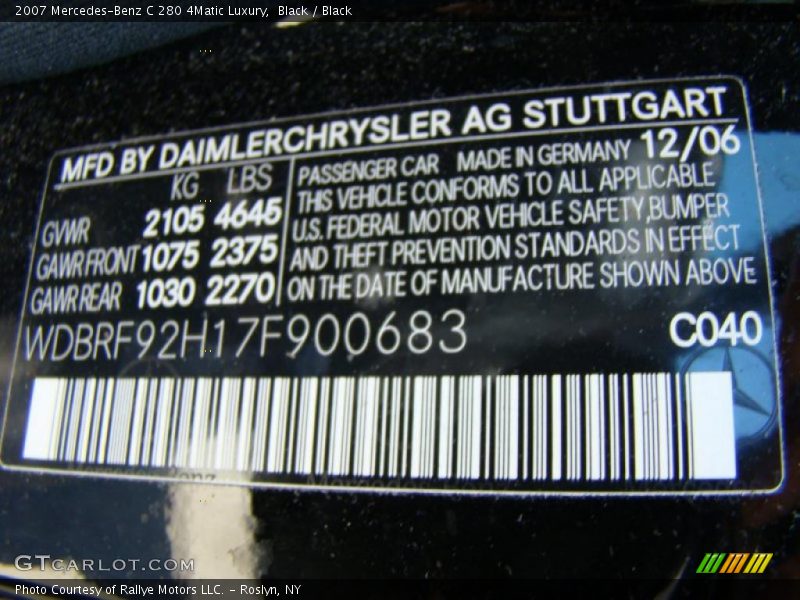 2007 Mercedes-Benz C 280 4Matic Luxury, Black / Black
MFD BY DAIMLERCHRYSLER AG STUTTGART
KG LBS
GVWR 2105 4645
GAWR FRONT 1075 2375
GAWR REAR 1030 2270
PASSENGER CAR MADE IN GERMANY 12/06
THIS VEHICLE CONFORMS TO ALL APPLICABLE
U.S. FEDERAL MOTOR VEHICLE SAFETY,BUMPER
AND THEFT PREVENTION STANDARDS IN EFFECT
ON THE DATE OF MANUFACTURE SHOWN ABOVE
WDBRF92H17F900683 C040
GTCARLOT.COM
Photo Courtesy of Rallye Motors LLC. - Roslyn, NY